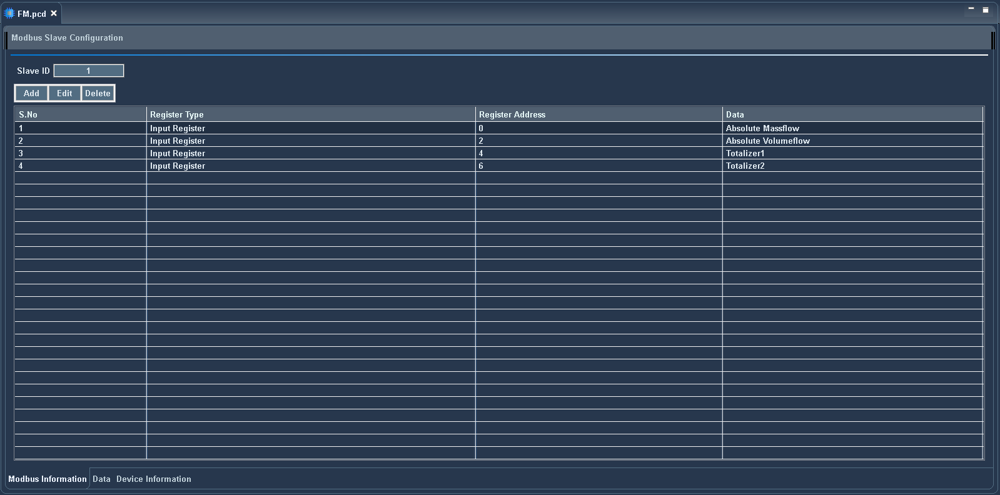 FM.pcd
Modbus Slave Configuration
Slave ID 1
Add Edit Delete
S.No Register Type Register Address Data
1 Input Register 0 Absolute Massflow
2 Input Register 2 Absolute Volumeflow
3 Input Register 4 Totalizer1
4 Input Register 6 Totalizer2
Modbus Information Data Device Information